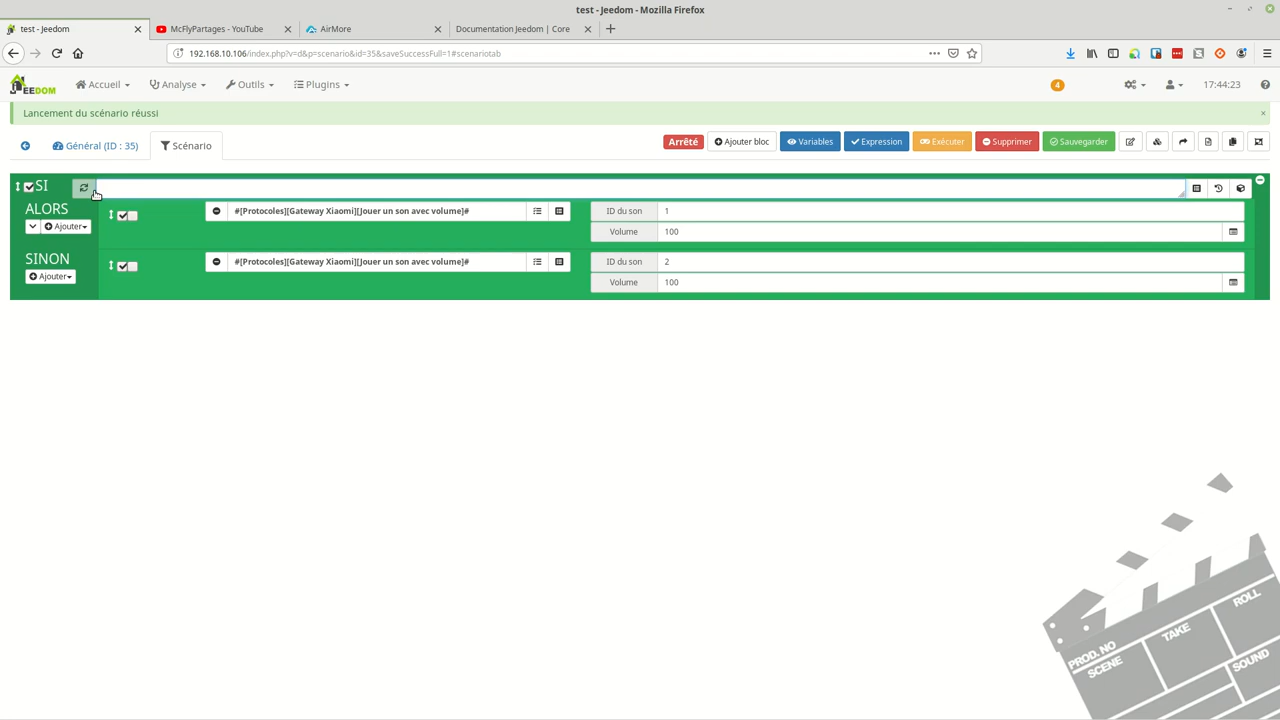 test - Jeedom - Mozilla Firefox
test - Jeedom
McFlyPartages - YouTube
AirMore
Documentation Jeedom | Core
192.168.10.106/index.php?v=d&p=scenario&id=35&saveSuccessFull=1#scenariotab
EEDOM
Accueil
Analyse
Outils
Plugins
4
17:44:23
Lancement du scénario réussi
×
Général (ID : 35)
Scénario
Arrêté
Ajouter bloc
Variables
Expression
Exécuter
Supprimer
Sauvegarder
SI
ALORS
Ajouter
#[Protocoles][Gateway Xiaomi][Jouer un son avec volume]#
ID du son
1
Volume
100
SINON
Ajouter
#[Protocoles][Gateway Xiaomi][Jouer un son avec volume]#
ID du son
2
Volume
100
PROD. NO
SCENE
TAKE
ROLL
SOUND